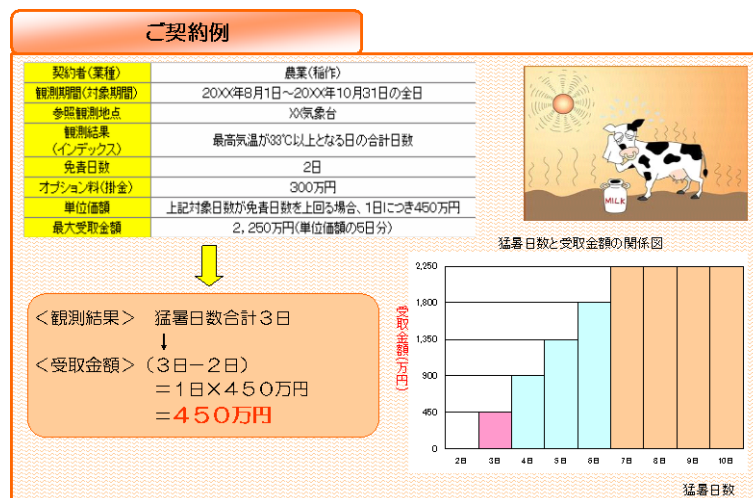 ご契約例
契約者(業種) 農業(稲作)
観測期間(対象期間) 20XX年8月1日～20XX年10月31日の全日
参照観測地点 XX気象台
観測結果
(インデックス) 最高気温が33℃以上となる日の合計日数
免責日数 2日
オプション料(掛金) 300万円
単位価額 上記対象日数が免責日数を上回る場合、1日につき450万円
最大受取金額 2,250万円(単位価額の5日分)
MILK
＜観測結果＞ 猛暑日数合計３日
↓
＜受取金額＞（３日－２日）
＝１日×４５０万円
＝４５０万円
猛暑日数と受取金額の関係図
受取金額(万円)
2,250
1,800
1,350
900
450
0
2日 3日 4日 5日 6日 7日 8日 9日 10日
猛暑日数